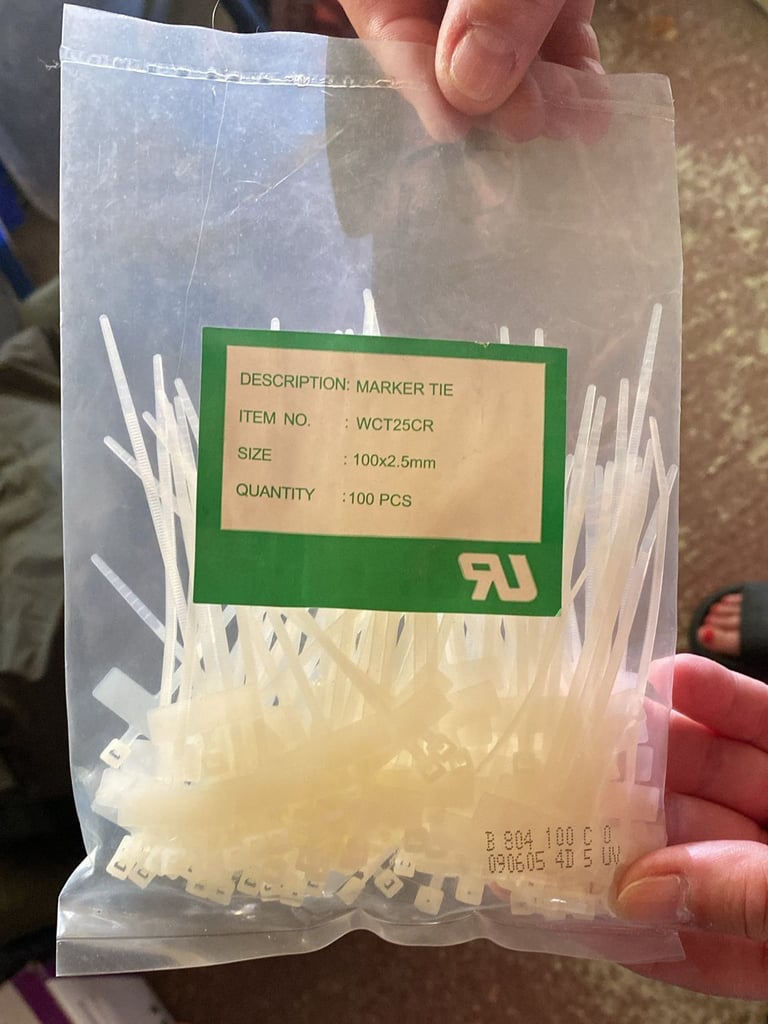 DESCRIPTION: MARKER TIE
ITEM NO. : WCT25CR
SIZE : 100x2.5mm
QUANTITY : 100 PCS
RU
B 804 100 C 0
090605 4D 5 UV